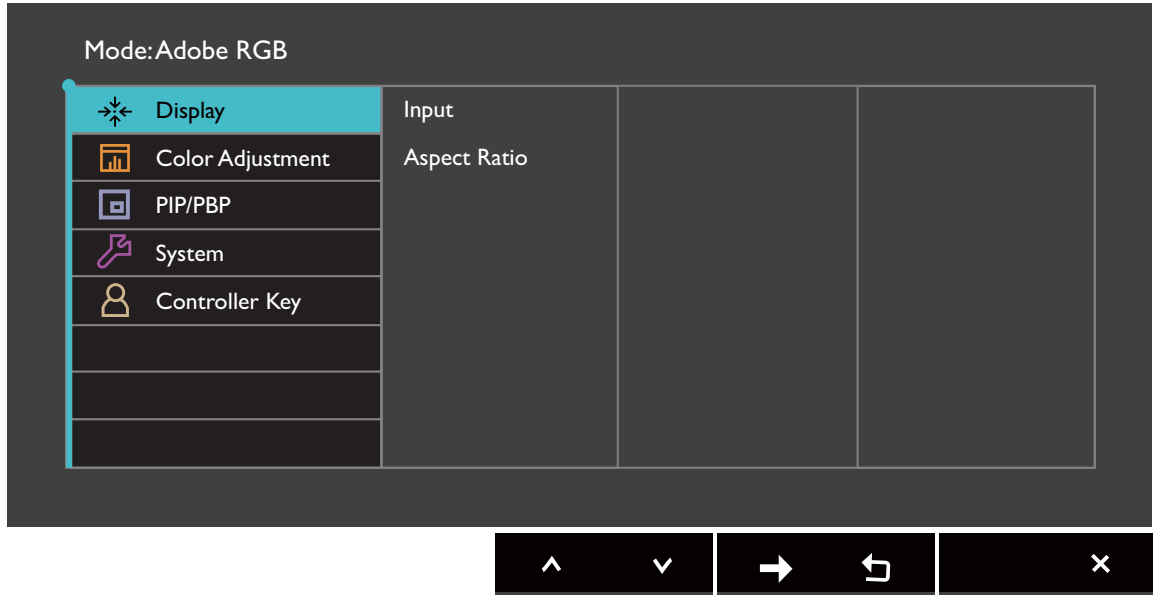 Mode: Adobe RGB
Display
Input
Color Adjustment
Aspect Ratio
PIP/PBP
System
Controller Key